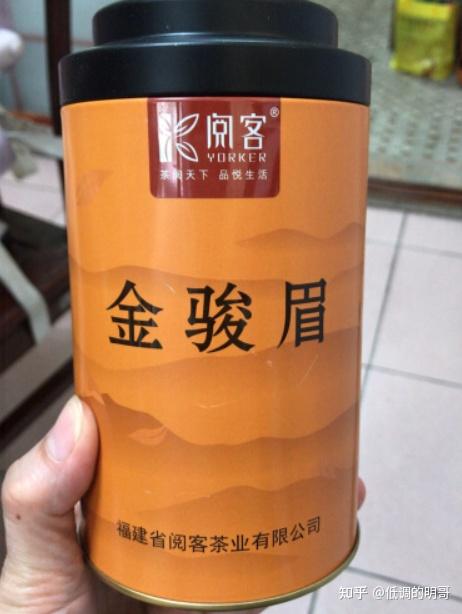 阅客®
YORKER
茶阅天下 品悦生活
金骏眉
福建省阅客茶业有限公司
知乎 @低调的明哥